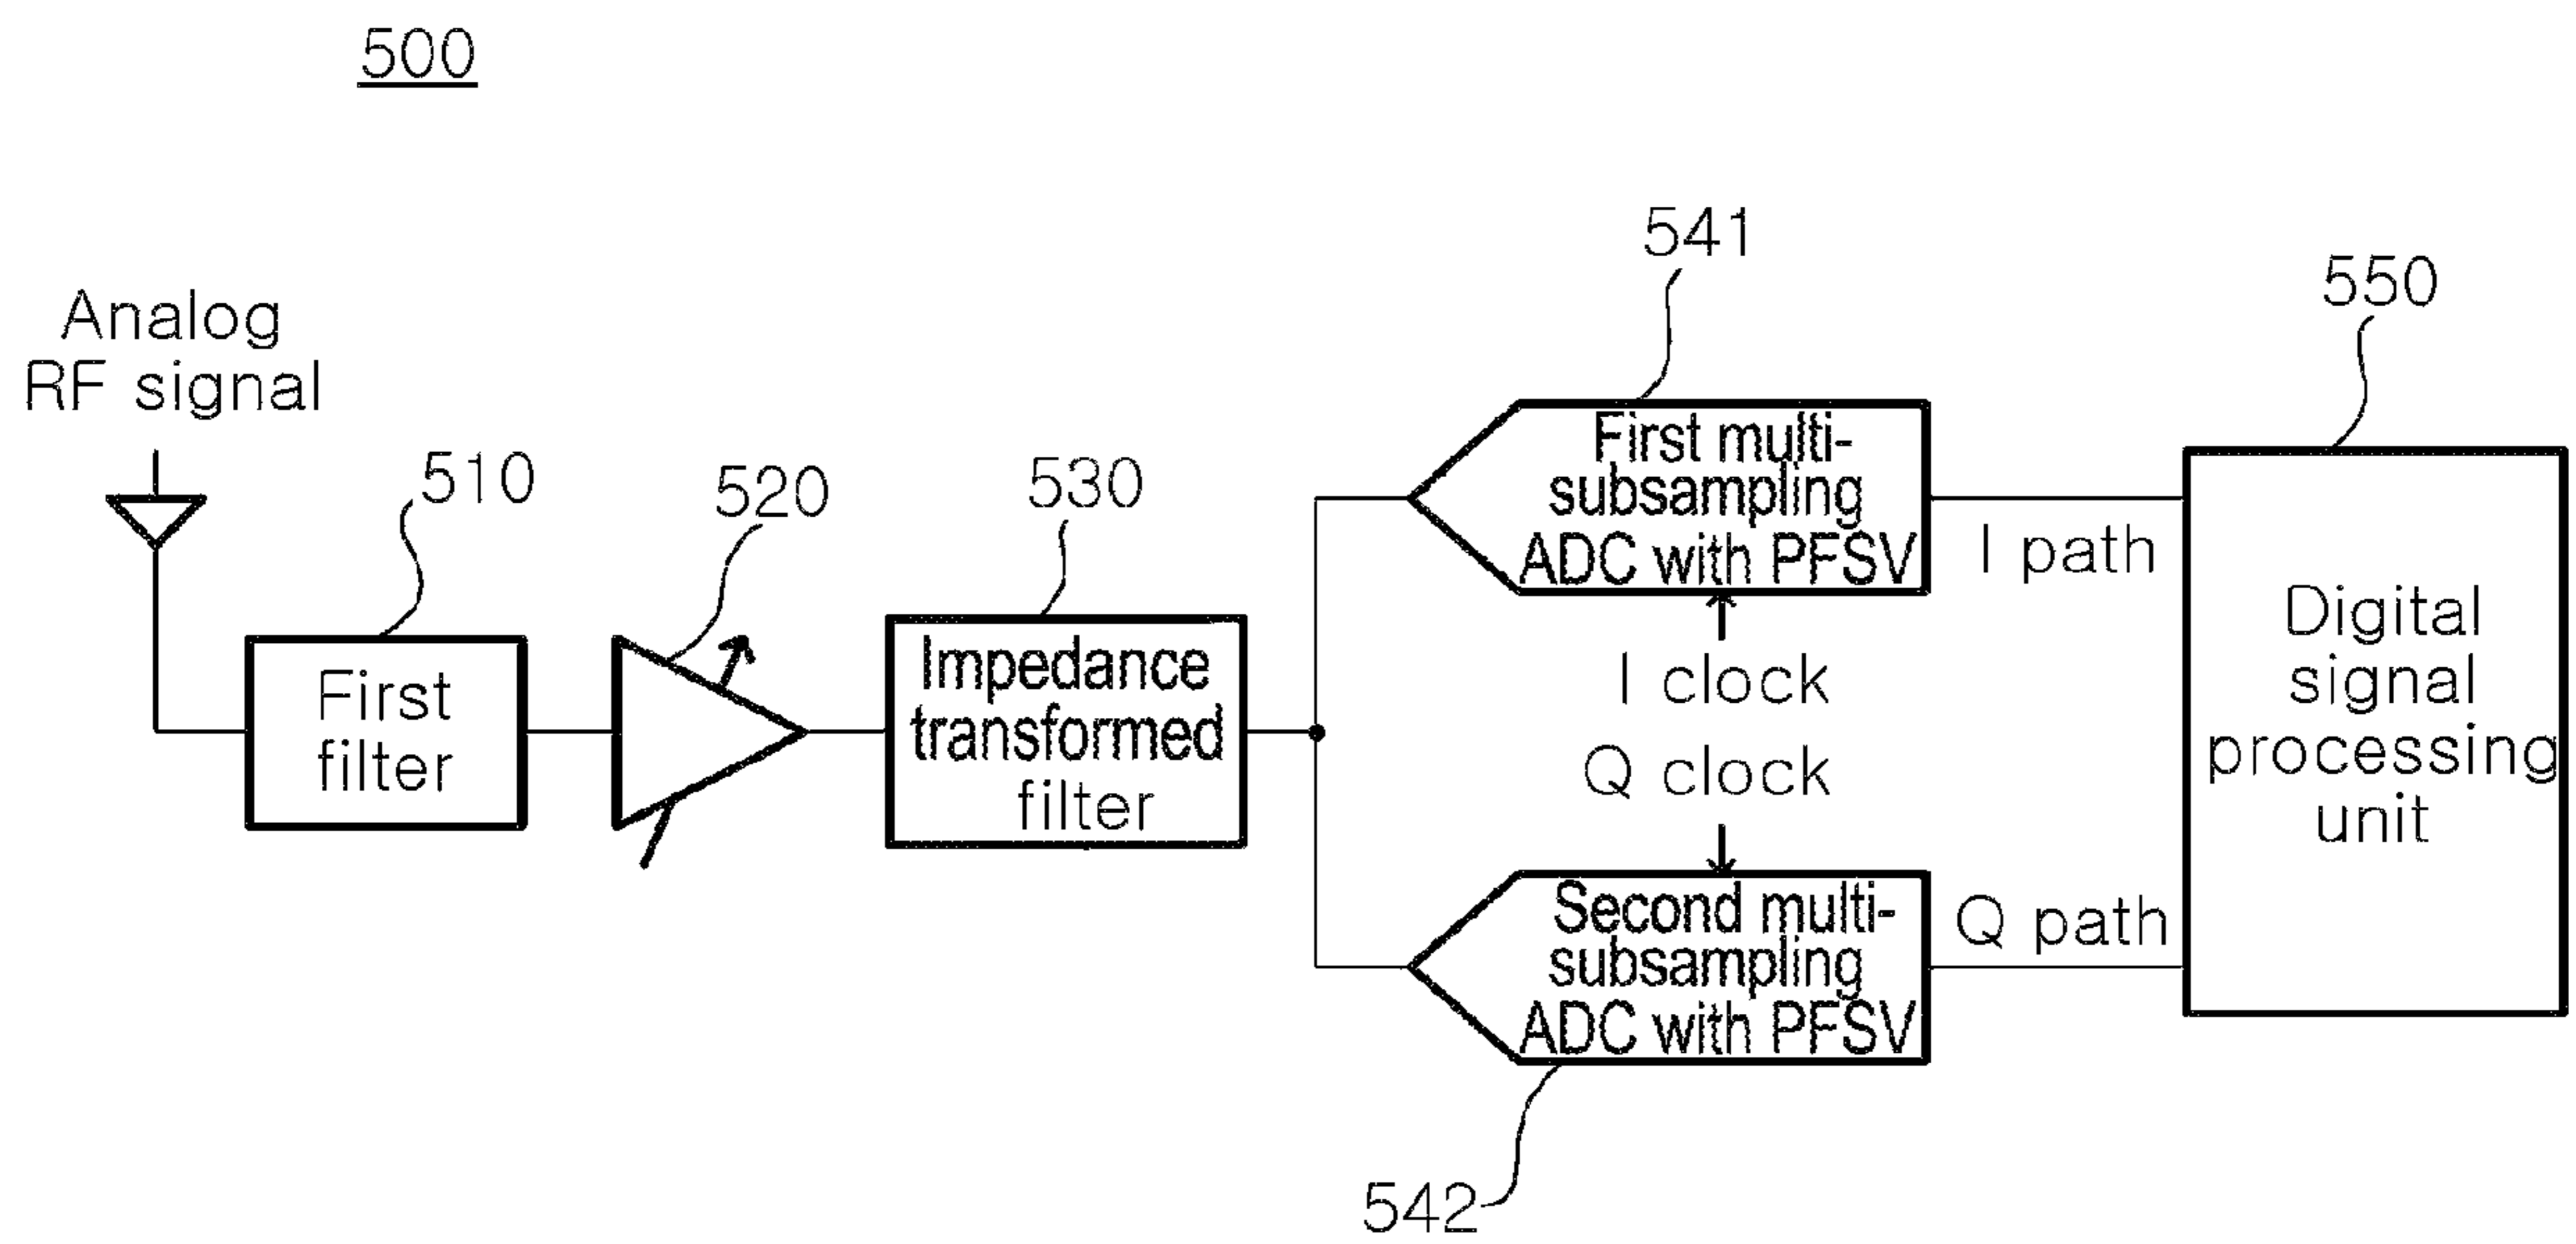 500
Analog
RF signal
510
First
filter
520
530
Impedance
transformed
filter
541
First multi-
subsampling
ADC with PFSV
I path
I clock
Q clock
Second multi-
subsampling
ADC with PFSV
Q path
542
550
Digital
signal
processing
unit